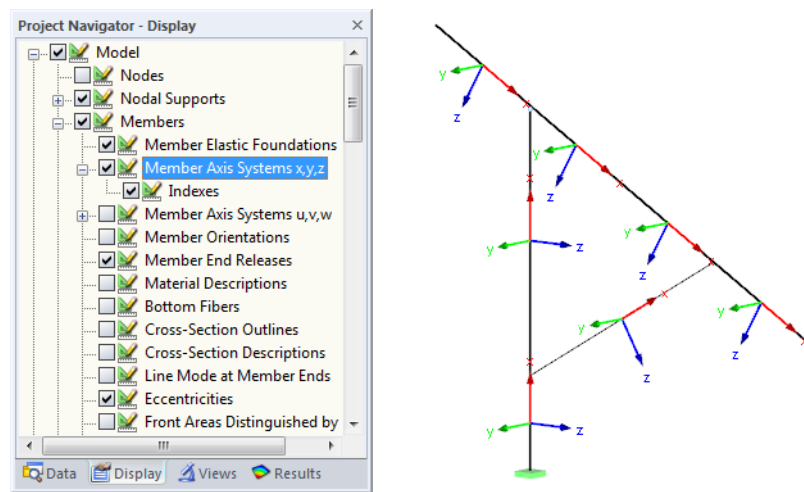 Project Navigator - Display
Model
Nodes
Nodal Supports
Members
Member Elastic Foundations
Member Axis Systems x,y,z
Indexes
Member Axis Systems u,v,w
Member Orientations
Member End Releases
Material Descriptions
Bottom Fibers
Cross-Section Outlines
Cross-Section Descriptions
Line Mode at Member Ends
Eccentricities
Front Areas Distinguished by
Data Display Views Results
y
x
z
y
x
z
x
y
z
y
x
z
y
x
z
y
x
z
x
y
z